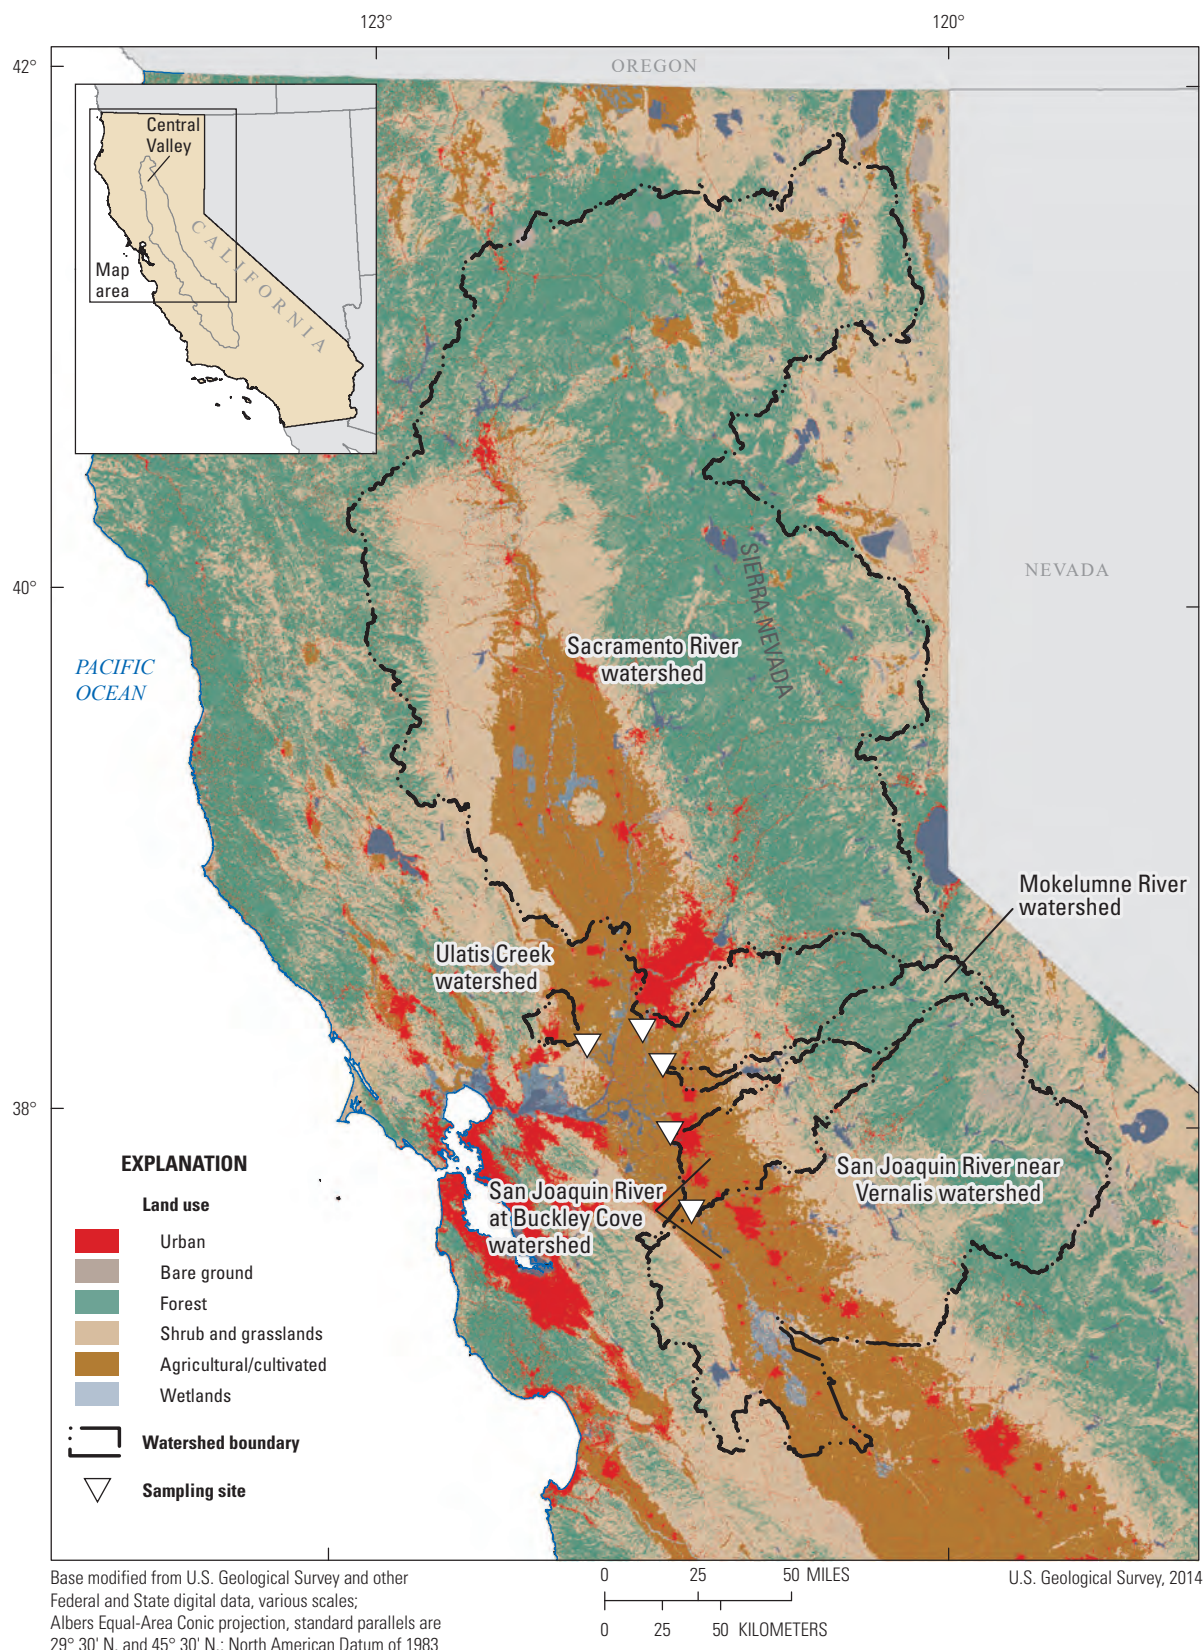 123°
120°
42°
OREGON
Central
Valley
CALIFORNIA
Map
area
40°
SIERRA NEVADA
NEVADA
Sacramento River
watershed
PACIFIC
OCEAN
Mokelumne River
watershed
Ulatis Creek
watershed
38°
San Joaquin River near
Vernalis watershed
San Joaquin River
at Buckley Cove
watershed
EXPLANATION
Land use
Urban
Bare ground
Forest
Shrub and grasslands
Agricultural/cultivated
Wetlands
Watershed boundary
Sampling site
Base modified from U.S. Geological Survey and other
Federal and State digital data, various scales;
Albers Equal-Area Conic projection, standard parallels are
29° 30' N. and 45° 30' N.; North American Datum of 1983
0 25 50 MILES
0 25 50 KILOMETERS
U.S. Geological Survey, 2014